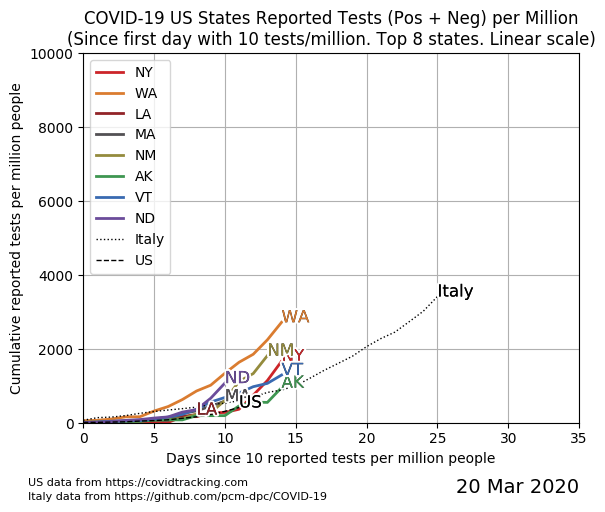 COVID-19 US States Reported Tests (Pos + Neg) per Million
(Since first day with 10 tests/million. Top 8 states. Linear scale)
Cumulative reported tests per million people
10000
8000
6000
4000
2000
0
NY
WA
LA
MA
NM
AK
VT
ND
Italy
US
Italy
WA
NM
NY
VT
ND
AK
MA
US
LA
0 5 10 15 20 25 30 35
Days since 10 reported tests per million people
US data from https://covidtracking.com
Italy data from https://github.com/pcm-dpc/COVID-19
20 Mar 2020